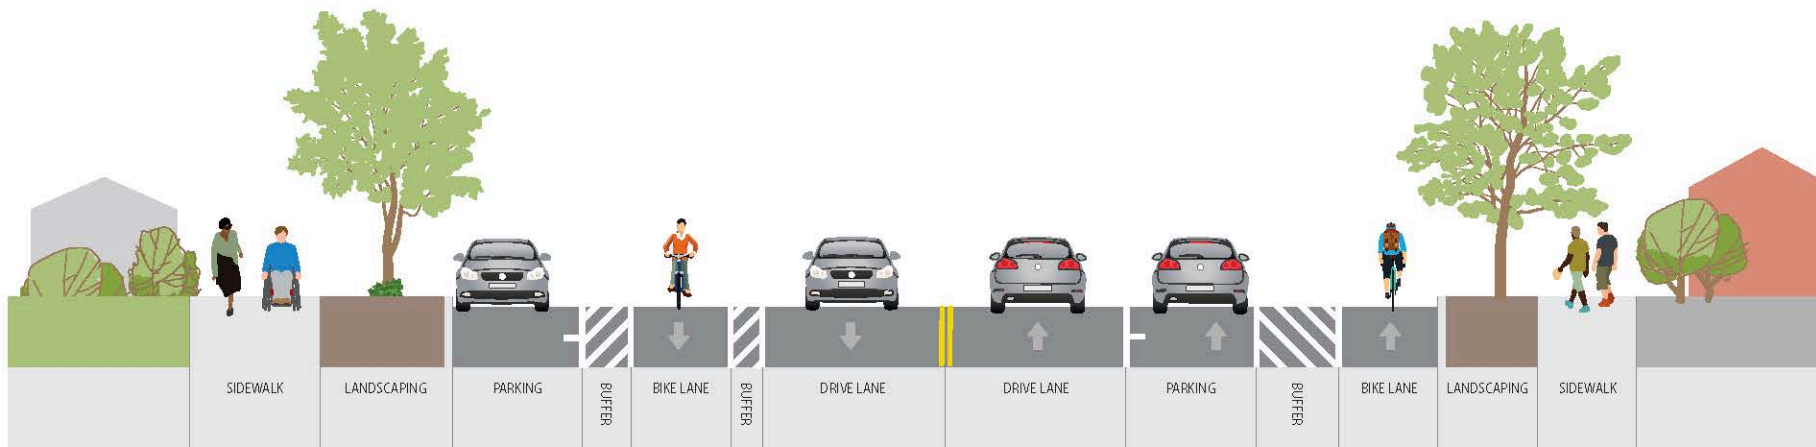 SIDEWALK
LANDSCAPING
PARKING
BUFFER
BIKE LANE
BUFFER
DRIVE LANE
DRIVE LANE
PARKING
BUFFER
BIKE LANE
LANDSCAPING
SIDEWALK